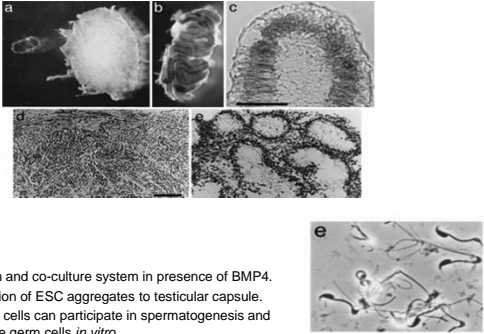 a
b
c
d
e
n and co-culture system in presence of BMP4.
tion of ESC aggregates to testicular capsule.
cells can participate in spermatogenesis and
e germ cells in vitro
e